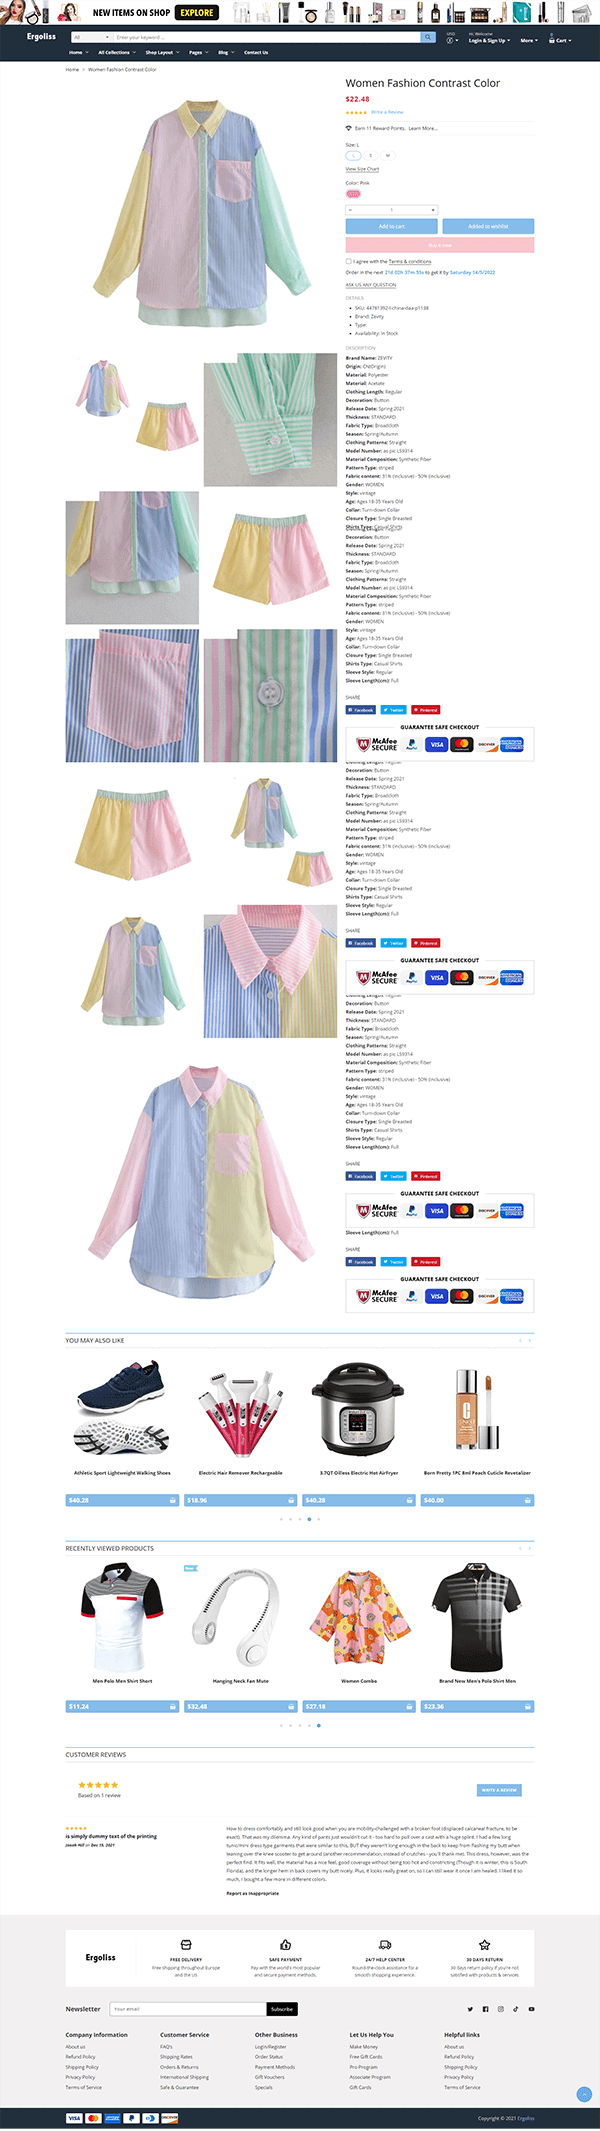 NEW ITEMS ON SHOP EXPLORE
Ergoliss
All
Enter your keyword ...
USD
Hi, Welcome
Login & Sign Up
More
Cart
Home All Collections Shop Layout Pages Blog Contact Us
Home > Women Fashion Contrast Color
Women Fashion Contrast Color
$22.48
Write a Review
Earn 11 Reward Points. Learn More...
Size: L
L S M
View Size Chart
Color: Pink
- 1 +
Add to cart Added to wishlist
Buy it now
I agree with the Terms & conditions
Order in the next 21d 02h 37m 55s to get it by Saturday 14/5/2022
ASK US ANY QUESTION
DETAILS
Brand: Zevity
Type:
Availability: In Stock
DESCRIPTION
Brand Name: ZEVITY
Origin: CN(Origin)
Material: Polyester
Material: Acetate
Clothing Length: Regular
Decoration: Button
Release Date: Spring 2021
Thickness: STANDARD
Fabric Type: Broadcloth
Season: Spring/Autumn
Clothing Patterns: Straight
Model Number: as pic LS9314
Material Composition: Synthetic Fiber
Pattern Type: striped
Fabric content: 31% (inclusive) - 50% (inclusive)
Gender: WOMEN
Style: vintage
Age: Ages 18-35 Years Old
Collar: Turn-down Collar
Closure Type: Single Breasted
Shirts Type: Casual Shirts
Decoration: Button
Release Date: Spring 2021
Thickness: STANDARD
Fabric Type: Broadcloth
Season: Spring/Autumn
Clothing Patterns: Straight
Model Number: as pic LS9314
Material Composition: Synthetic Fiber
Pattern Type: striped
Fabric content: 31% (inclusive) - 50% (inclusive)
Gender: WOMEN
Style: vintage
Age: Ages 18-35 Years Old
Collar: Turn-down Collar
Closure Type: Single Breasted
Shirts Type: Casual Shirts
Sleeve Style: Regular
Sleeve Length(cm): Full
SHARE
Facebook Twitter Pinterest
GUARANTEE SAFE CHECKOUT
McAfee SECURE PayPal VISA mastercard DISCOVER AMERICAN EXPRESS
Clothing Length: Regular
Decoration: Button
Release Date: Spring 2021
Thickness: STANDARD
Fabric Type: Broadcloth
Season: Spring/Autumn
Clothing Patterns: Straight
Model Number: as pic LS9314
Material Composition: Synthetic Fiber
Pattern Type: striped
Fabric content: 31% (inclusive) - 50% (inclusive)
Gender: WOMEN
Style: vintage
Age: Ages 18-35 Years Old
Collar: Turn-down Collar
Closure Type: Single Breasted
Shirts Type: Casual Shirts
Sleeve Style: Regular
Sleeve Length(cm): Full
SHARE
Facebook Twitter Pinterest
GUARANTEE SAFE CHECKOUT
McAfee SECURE PayPal VISA mastercard DISCOVER AMERICAN EXPRESS
Clothing Length: Regular
Decoration: Button
Release Date: Spring 2021
Thickness: STANDARD
Fabric Type: Broadcloth
Season: Spring/Autumn
Clothing Patterns: Straight
Model Number: as pic LS9314
Material Composition: Synthetic Fiber
Pattern Type: striped
Fabric content: 31% (inclusive) - 50% (inclusive)
Gender: WOMEN
Style: vintage
Age: Ages 18-35 Years Old
Collar: Turn-down Collar
Closure Type: Single Breasted
Shirts Type: Casual Shirts
Sleeve Style: Regular
Sleeve Length(cm): Full
SHARE
Facebook Twitter Pinterest
GUARANTEE SAFE CHECKOUT
McAfee SECURE PayPal VISA mastercard DISCOVER AMERICAN EXPRESS
Sleeve Length(cm): Full
SHARE
Facebook Twitter Pinterest
GUARANTEE SAFE CHECKOUT
McAfee SECURE PayPal VISA mastercard DISCOVER AMERICAN EXPRESS
YOU MAY ALSO LIKE
Athletic Sport Lightweight Walking Shoes
Electric Hair Remover Rechargeable
3.7QT Oilless Electric Hot AirFryer
Born Pretty 1PC 8ml Peach Cuticle Revetalizer
$40.28 $18.96 $40.28 $40.00
RECENTLY VIEWED PRODUCTS
New
Men Polo Men Shirt Short
Hanging Neck Fan Mute
Women Combo
Brand New Men's Polo Shirt Men
$11.24 $32.48 $27.18 $23.36
CUSTOMER REVIEWS
Based on 1 review
WRITE A REVIEW
is simply dummy text of the printing
Jonah Hill on Dec 15, 2021
How to dress comfortably and still look good when you are mobility-challenged with a broken foot (displaced calcaneal fracture, to be
exact). That was my dilemma. Any kind of pants just wouldn't cut it - too hard to pull over a cast with a huge splint. I had a few long
tunic/mini dress type garments that were similar to this, BUT they weren't long enough in the back to keep from flashing my butt when
leaning over the knee scooter to get around (another recommendation, instead of crutches - you'll thank me). This dress, however, was the
perfect find. It fits well, the material has a nice feel, good coverage without being too hot and constricting (Though it is winter, this is South
Florida), and the longer hem in back covers my butt nicely. Plus, it looks really great on, so I can still wear it once I am healed. I liked it so
much, I bought a few more in different colors.
Report as Inappropriate
Ergoliss
FREE DELIVERY
Free shipping throughout Europe
and the US.
SAFE PAYMENT
Pay with the world's most popular
and secure payment methods.
24/7 HELP CENTER
Round-the-clock assistance for a
smooth shopping experience.
30 DAYS RETURN
30 days return policy if you're not
satisfied with products & services
Newsletter
Your email
Subscribe
Company Information
About us
Refund Policy
Shipping Policy
Privacy Policy
Terms of Service
Customer Service
FAQ's
Shipping Rates
Orders & Returns
International Shipping
Safe & Guarantee
Other Business
Login/Register
Order Status
Payment Methods
Gift Vouchers
Specials
Let Us Help You
Make Money
Free Gift Cards
Pro Program
Associate Program
Gift Cards
Helpful links
About us
Refund Policy
Shipping Policy
Privacy Policy
Terms of Service
VISA PayPal DISCOVER
Copyright © 2021 Ergoliss